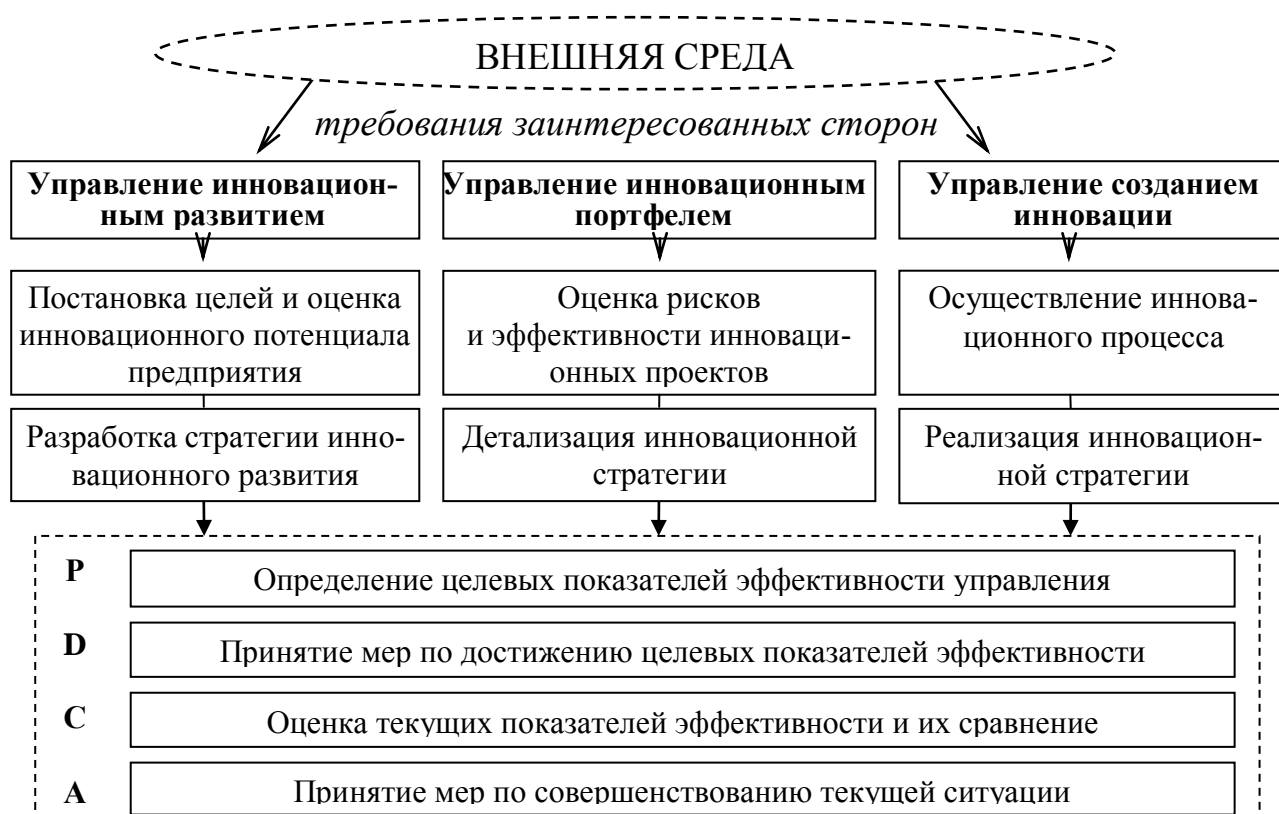 ВНЕШНЯЯ СРЕДА
требования заинтересованных сторон
Управление инновацион-
ным развитием
Управление инновационным
портфелем
Управление созданием
инновации
Постановка целей и оценка
инновационного потенциала
предприятия
Оценка рисков
и эффективности инноваци-
онных проектов
Осуществление иннова-
ционного процесса
Разработка стратегии инно-
вационного развития
Детализация инновационной
стратегии
Реализация инновацион-
ной стратегии
P Определение целевых показателей эффективности управления
D Принятие мер по достижению целевых показателей эффективности
C Оценка текущих показателей эффективности и их сравнение
A Принятие мер по совершенствованию текущей ситуации